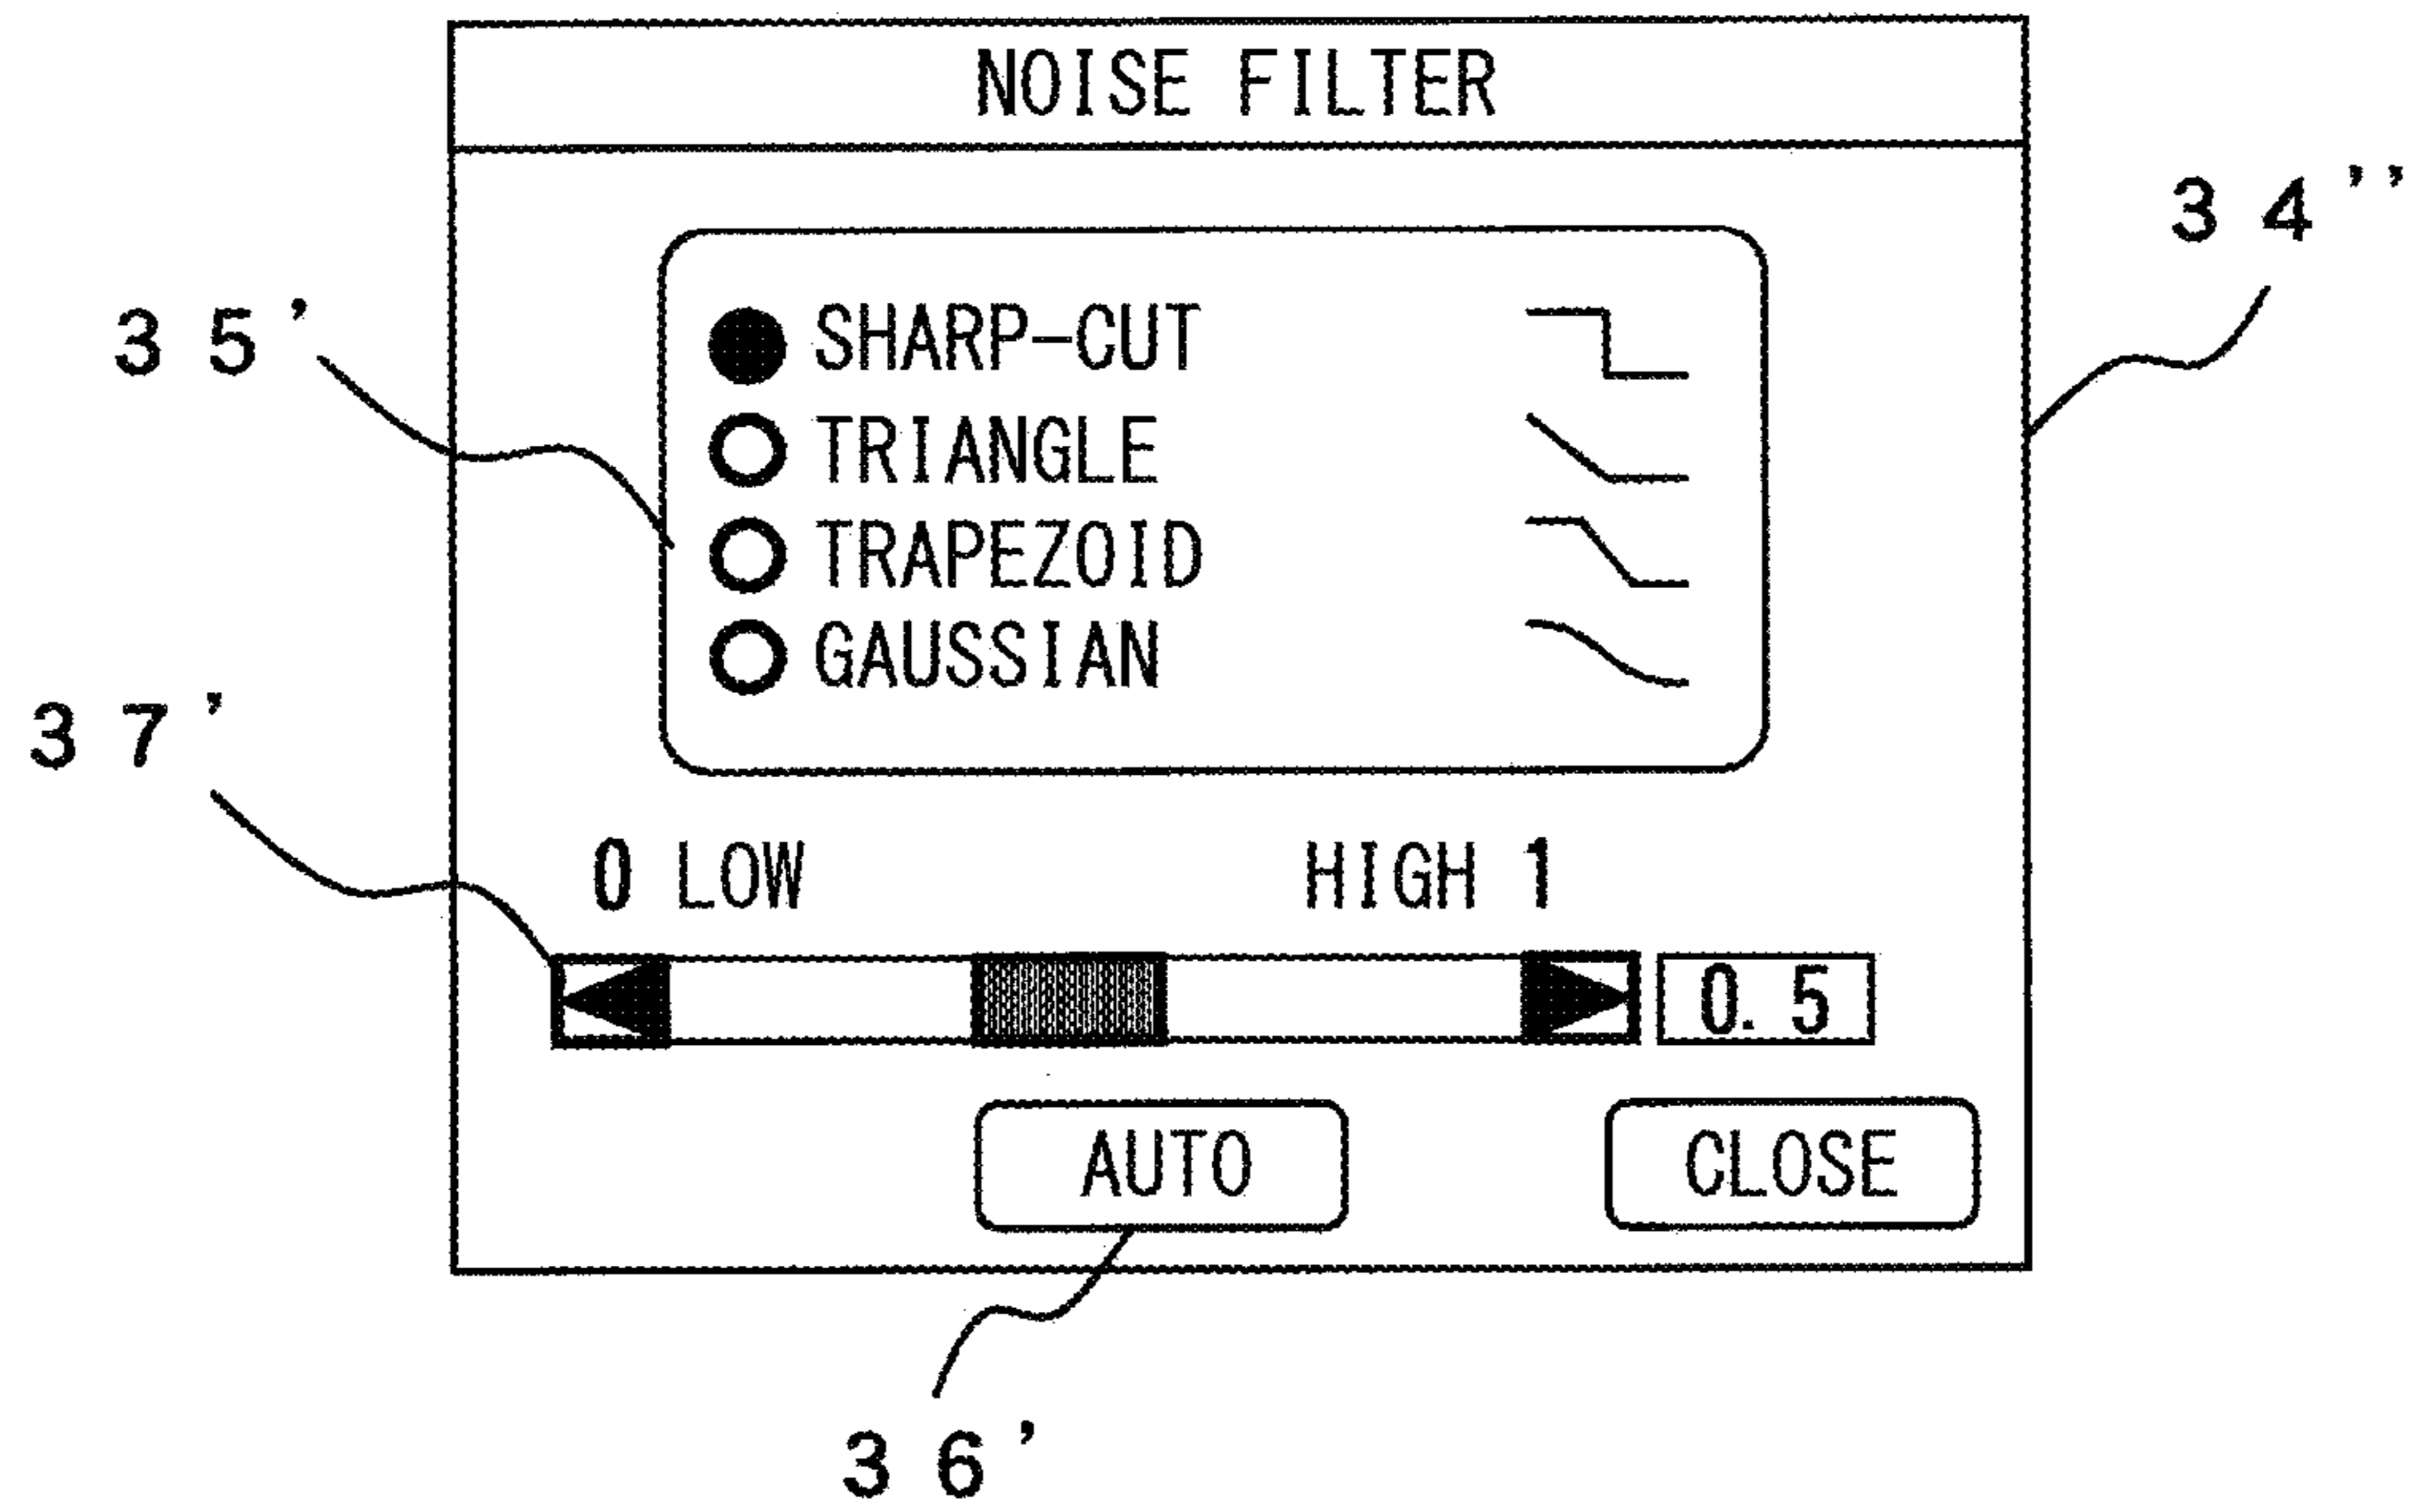 NOISE FILTER
34''
35'
SHARP-CUT
TRIANGLE
TRAPEZOID
GAUSSIAN
37'
0 LOW HIGH 1
0.5
AUTO CLOSE
36'